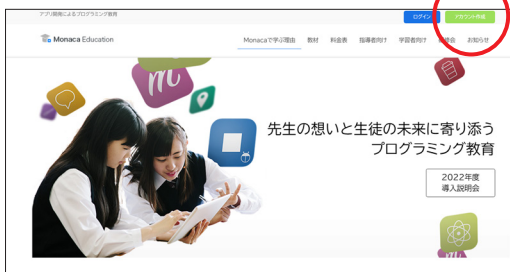 アプリ開発によるプログラミング教育
ログイン
アカウント作成
Monaca Education
Monacaで学ぶ理由
教材
料金表
指導者向け
学習者向け
お知らせ
先生の想いと生徒の未来に寄り添う
プログラミング教育
2022年度
導入説明会